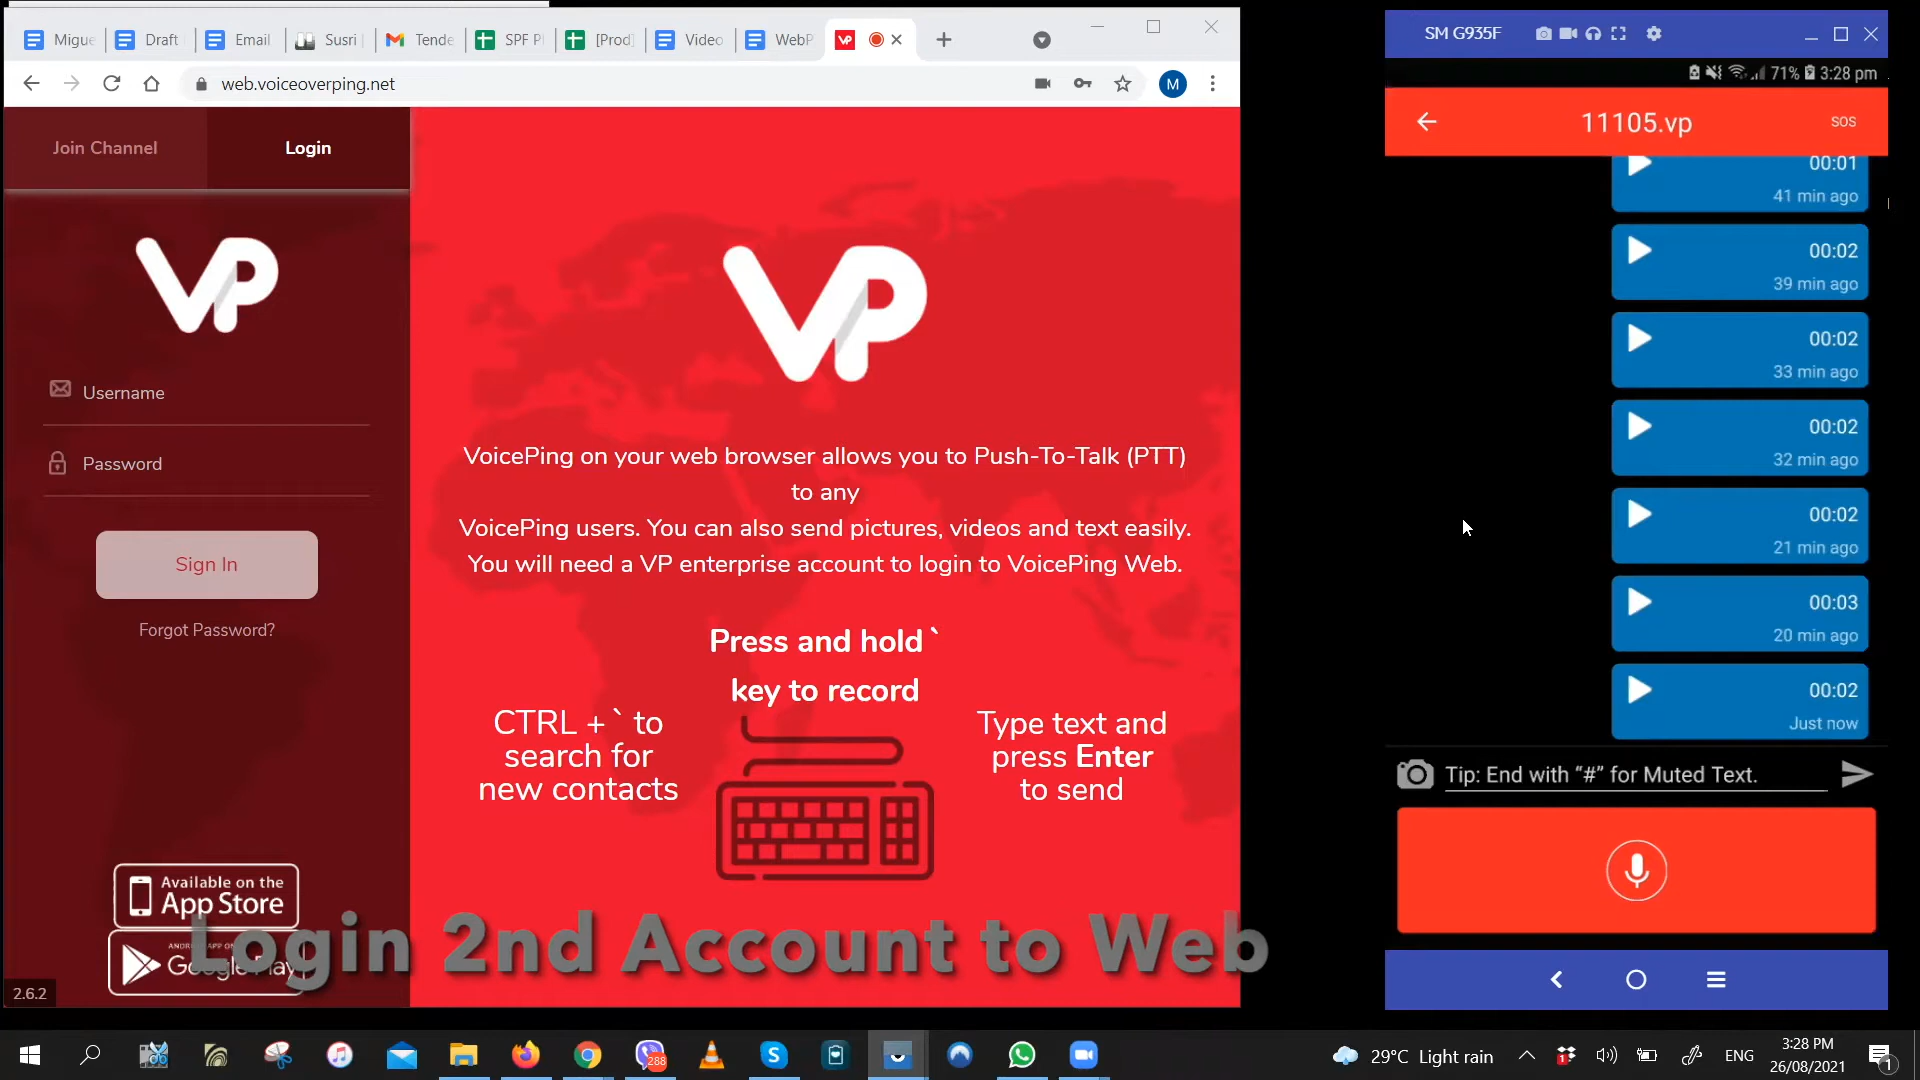 Migue
Draft
Email
Susri
Tende
SPF P
[Prod]
Video
WebP
web.voiceoverping.net
M
Join Channel
Login
VP
Username
Password
Sign In
Forgot Password?
Available on the
App Store
Google Play
2.6.2
VP
VoicePing on your web browser allows you to Push-To-Talk (PTT)
to any
VoicePing users. You can also send pictures, videos and text easily.
You will need a VP enterprise account to login to VoicePing Web.
Press and hold `
key to record
CTRL + ` to
search for
new contacts
Type text and
press Enter
to send
Login 2nd Account to Web
SM G935F
71% 3:28 pm
11105.vp
SOS
00:01
41 min ago
00:02
39 min ago
00:02
33 min ago
00:02
32 min ago
00:02
21 min ago
00:03
20 min ago
00:02
Just now
Tip: End with “#” for Muted Text.
288
29°C Light rain
1
ENG
3:28 PM
26/08/2021
1